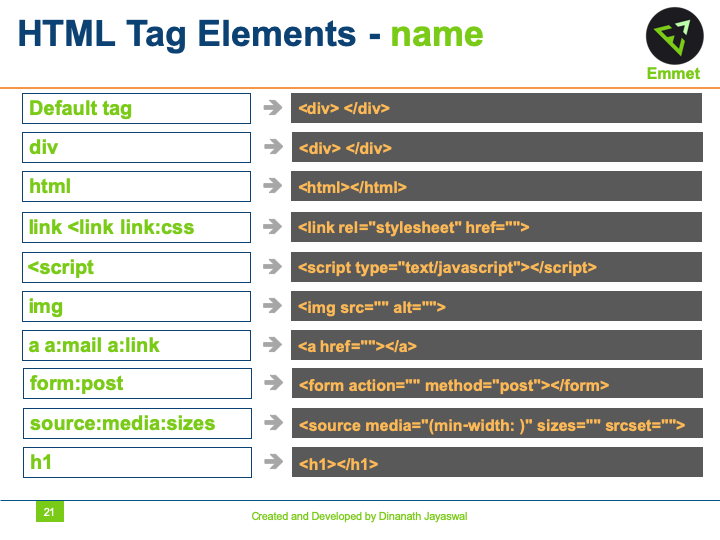 HTML Tag Elements - name
Emmet
Default tag ➔ <div> </div>
div ➔ <div> </div>
html ➔ <html></html>
link <link link:css ➔ <link rel="stylesheet" href="">
<script ➔ <script type="text/javascript"></script>
img ➔ <img src="" alt="">
a a:mail a:link ➔ <a href=""></a>
form:post ➔ <form action="" method="post"></form>
source:media:sizes ➔ <source media="(min-width: )" sizes="" srcset="">
h1 ➔ <h1></h1>
21
Created and Developed by Dinanath Jayaswal